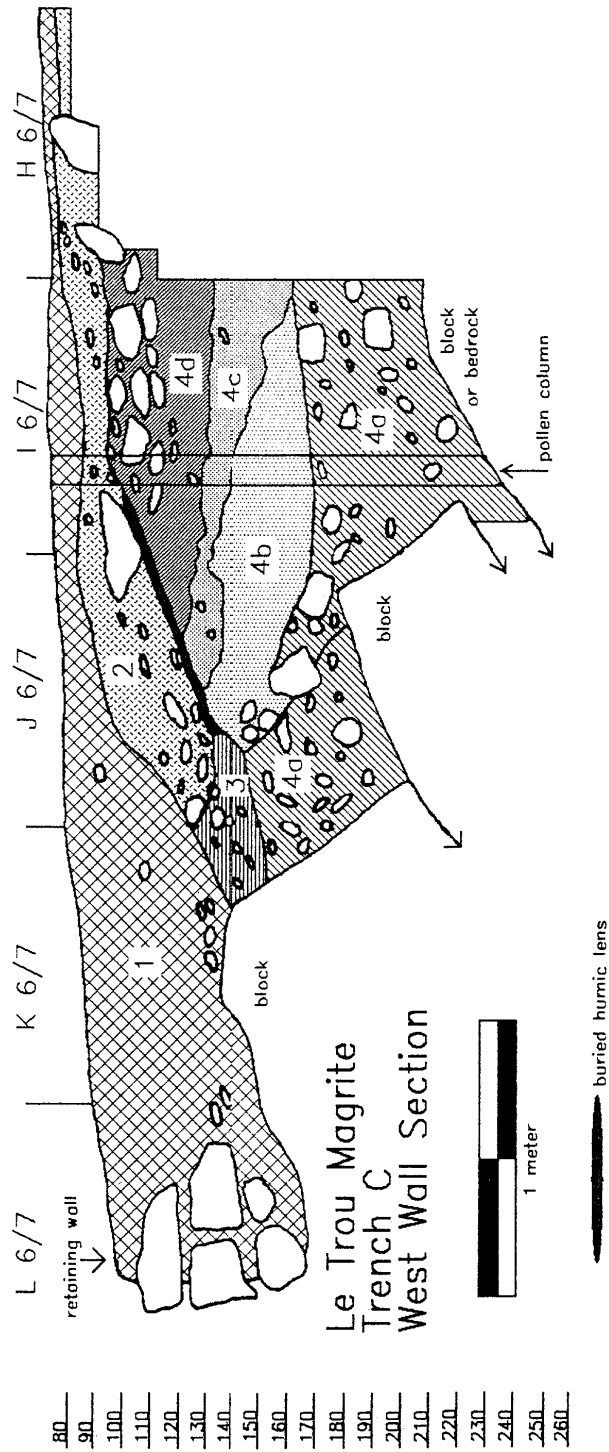 L 6/7
K 6/7
J 6/7
I 6/7
H 6/7
retaining wall
1
2
3
4a
4b
4c
4d
4a
block
block
block
or bedrock
pollen column
Le Trou Magrite
Trench C
West Wall Section
1 meter
buried humic lens
80
90
100
110
120
130
140
150
160
170
180
190
200
210
220
230
240
250
260